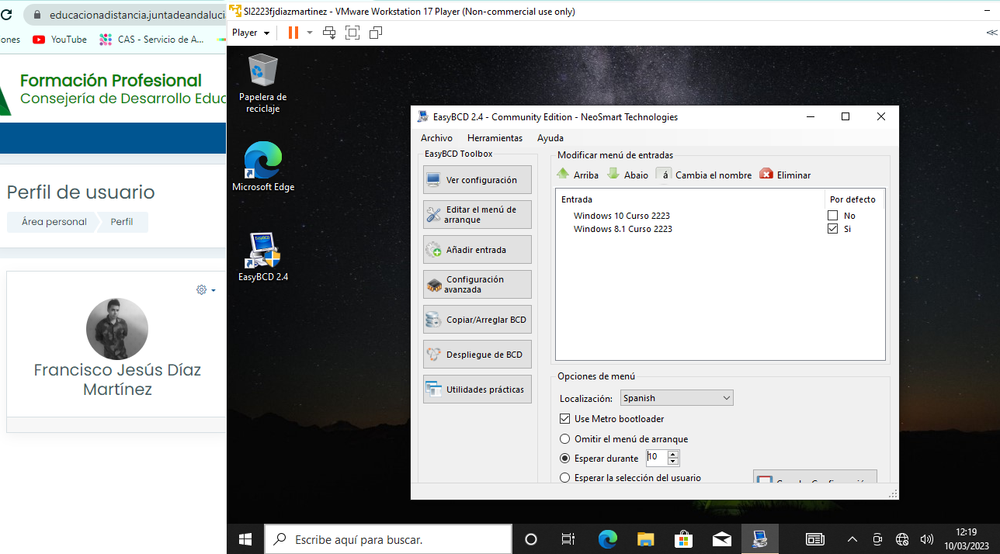 educacionadistancia.juntadeandaluci
ones
YouTube
CAS - Servicio de A...
Formación Profesional
Consejería de Desarrollo Educ
Perfil de usuario
Área personal
Perfil
Francisco Jesús Díaz
Martínez
SI2223fjdiazmartinez - VMware Workstation 17 Player (Non-commercial use only)
Player
Papelera de
reciclaje
Microsoft Edge
EasyBCD 2.4
EasyBCD 2.4 - Community Edition - NeoSmart Technologies
Archivo
Herramientas
Ayuda
EasyBCD Toolbox
Ver configuración
Editar el menú de
arranque
Añadir entrada
Configuración
avanzada
Copiar/Arreglar BCD
Despliegue de BCD
Utilidades prácticas
Modificar menú de entradas
Arriba
Abaio
á
Cambia el nombre
Eliminar
Entrada
Por defecto
Windows 10 Curso 2223
No
Windows 8.1 Curso 2223
Si
Opciones de menú
Localización:
Spanish
Use Metro bootloader
Omitir el menú de arranque
Esperar durante
10
Esperar la selección del usuario
Escribe aquí para buscar.
12:19
10/03/2023